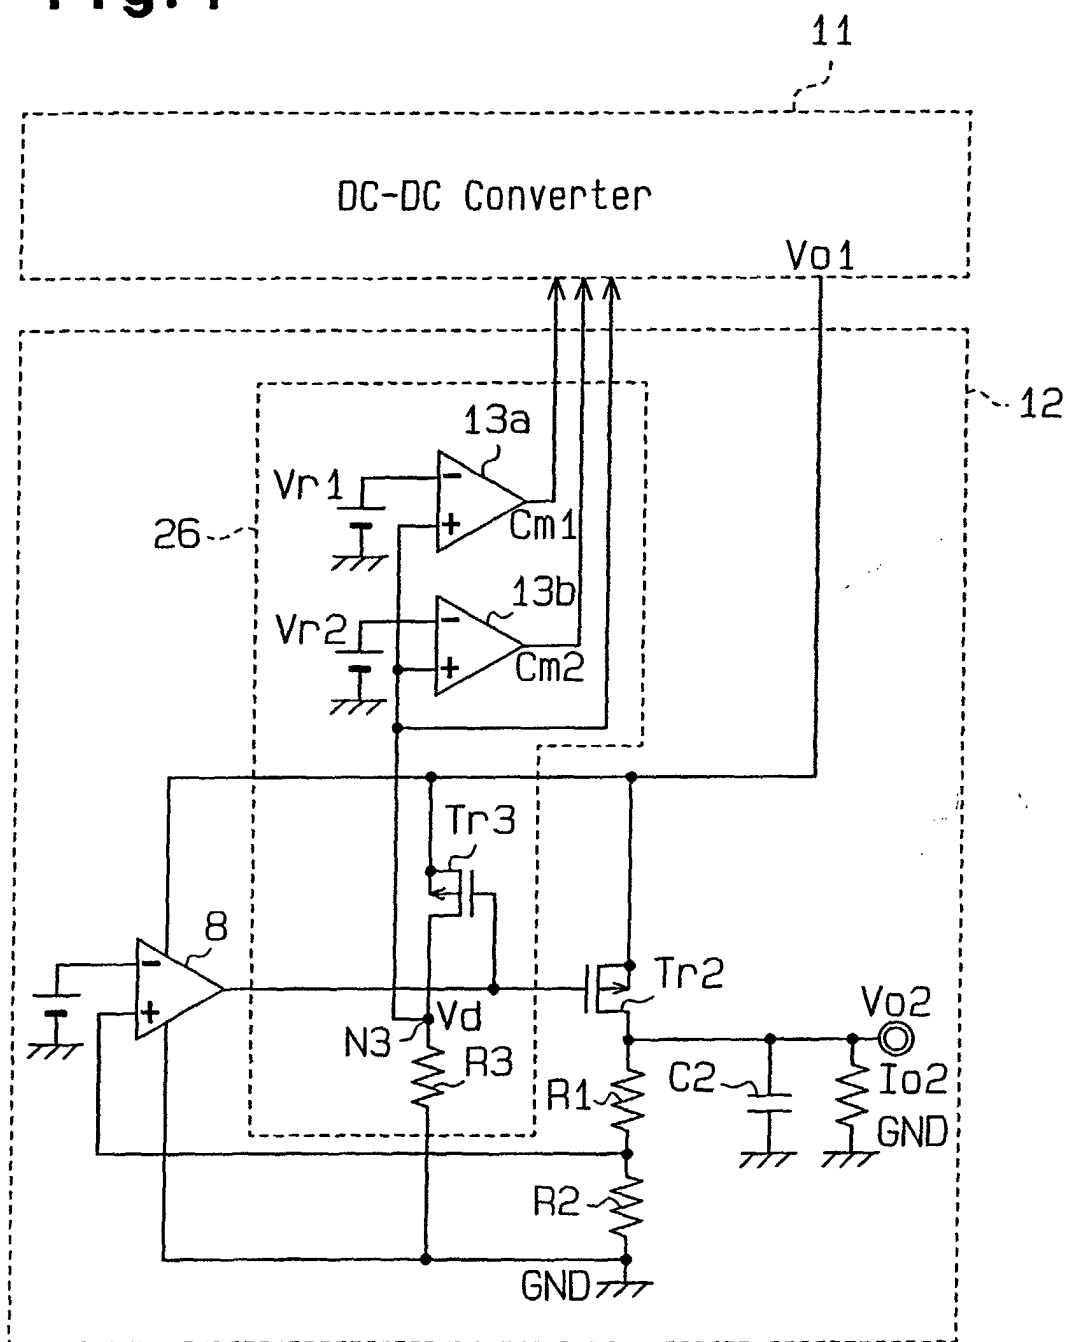 11
DC-DC Converter
Vo1
12
13a
Vr1
+
Cm1
26
13b
Vr2
+
Cm2
Tr3
8
Tr2
+
Vd
N3
R3
Vo2
C2
Io2
R1
GND
R2
GND